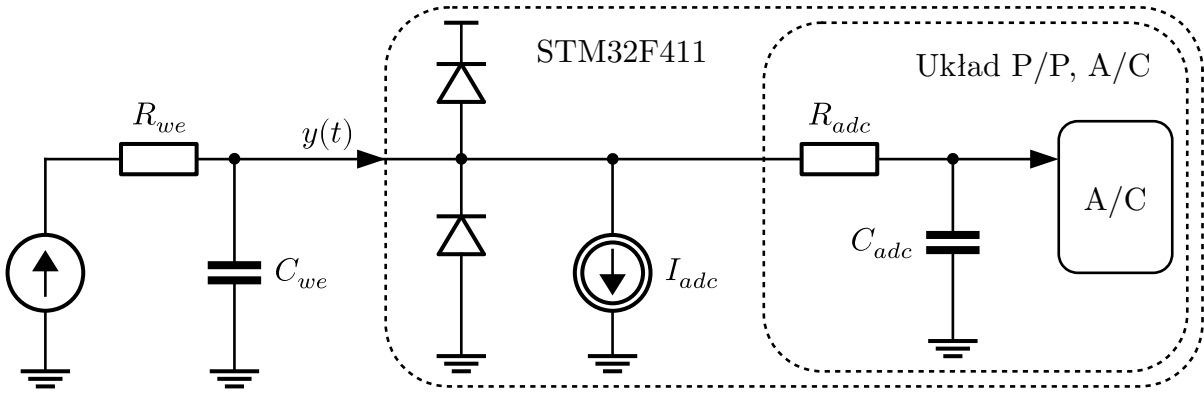 STM32F411
Układ P/P, A/C
R_we
y(t)
R_adc
A/C
C_we
I_adc
C_adc